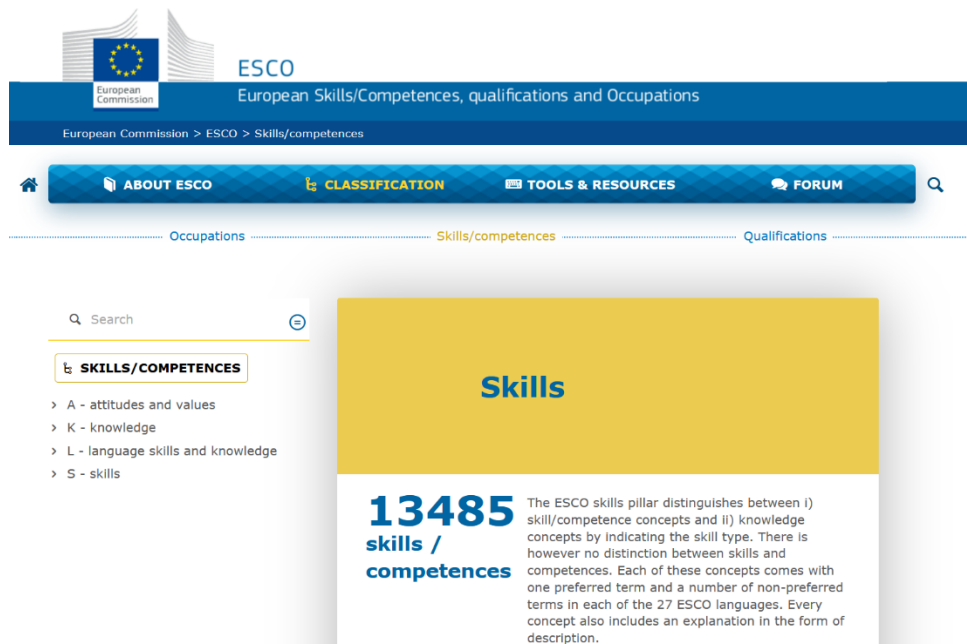 European
Commission
ESCO
European Skills/Competences, qualifications and Occupations
European Commission > ESCO > Skills/competences
ABOUT ESCO
CLASSIFICATION
TOOLS & RESOURCES
FORUM
Occupations
Skills/competences
Qualifications
Search
SKILLS/COMPETENCES
> A - attitudes and values
> K - knowledge
> L - language skills and knowledge
> S - skills
Skills
13485
skills /
competences
The ESCO skills pillar distinguishes between i)
skill/competence concepts and ii) knowledge
concepts by indicating the skill type. There is
however no distinction between skills and
competences. Each of these concepts comes with
one preferred term and a number of non-preferred
terms in each of the 27 ESCO languages. Every
concept also includes an explanation in the form of
description.